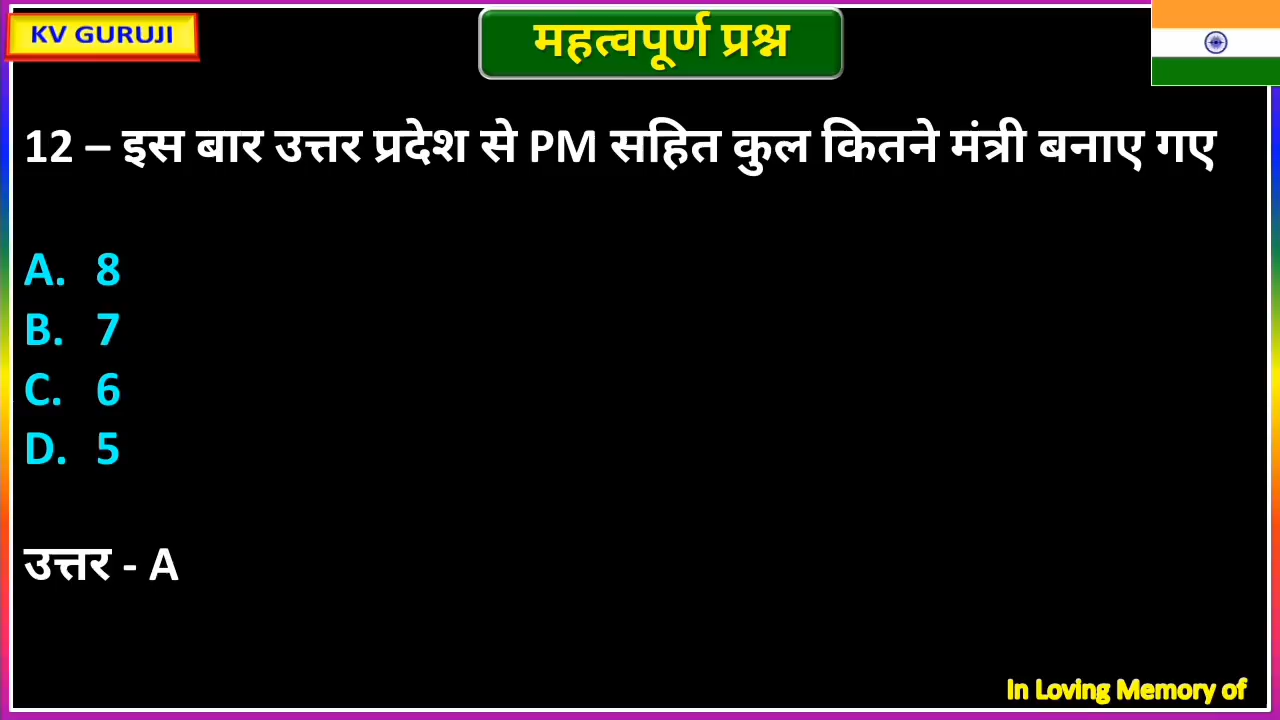 KV GURUJI
महत्वपूर्ण प्रश्न
12 – इस बार उत्तर प्रदेश से PM सहित कुल कितने मंत्री बनाए गए
A. 8
B. 7
C. 6
D. 5
उत्तर - A
In Loving Memory of